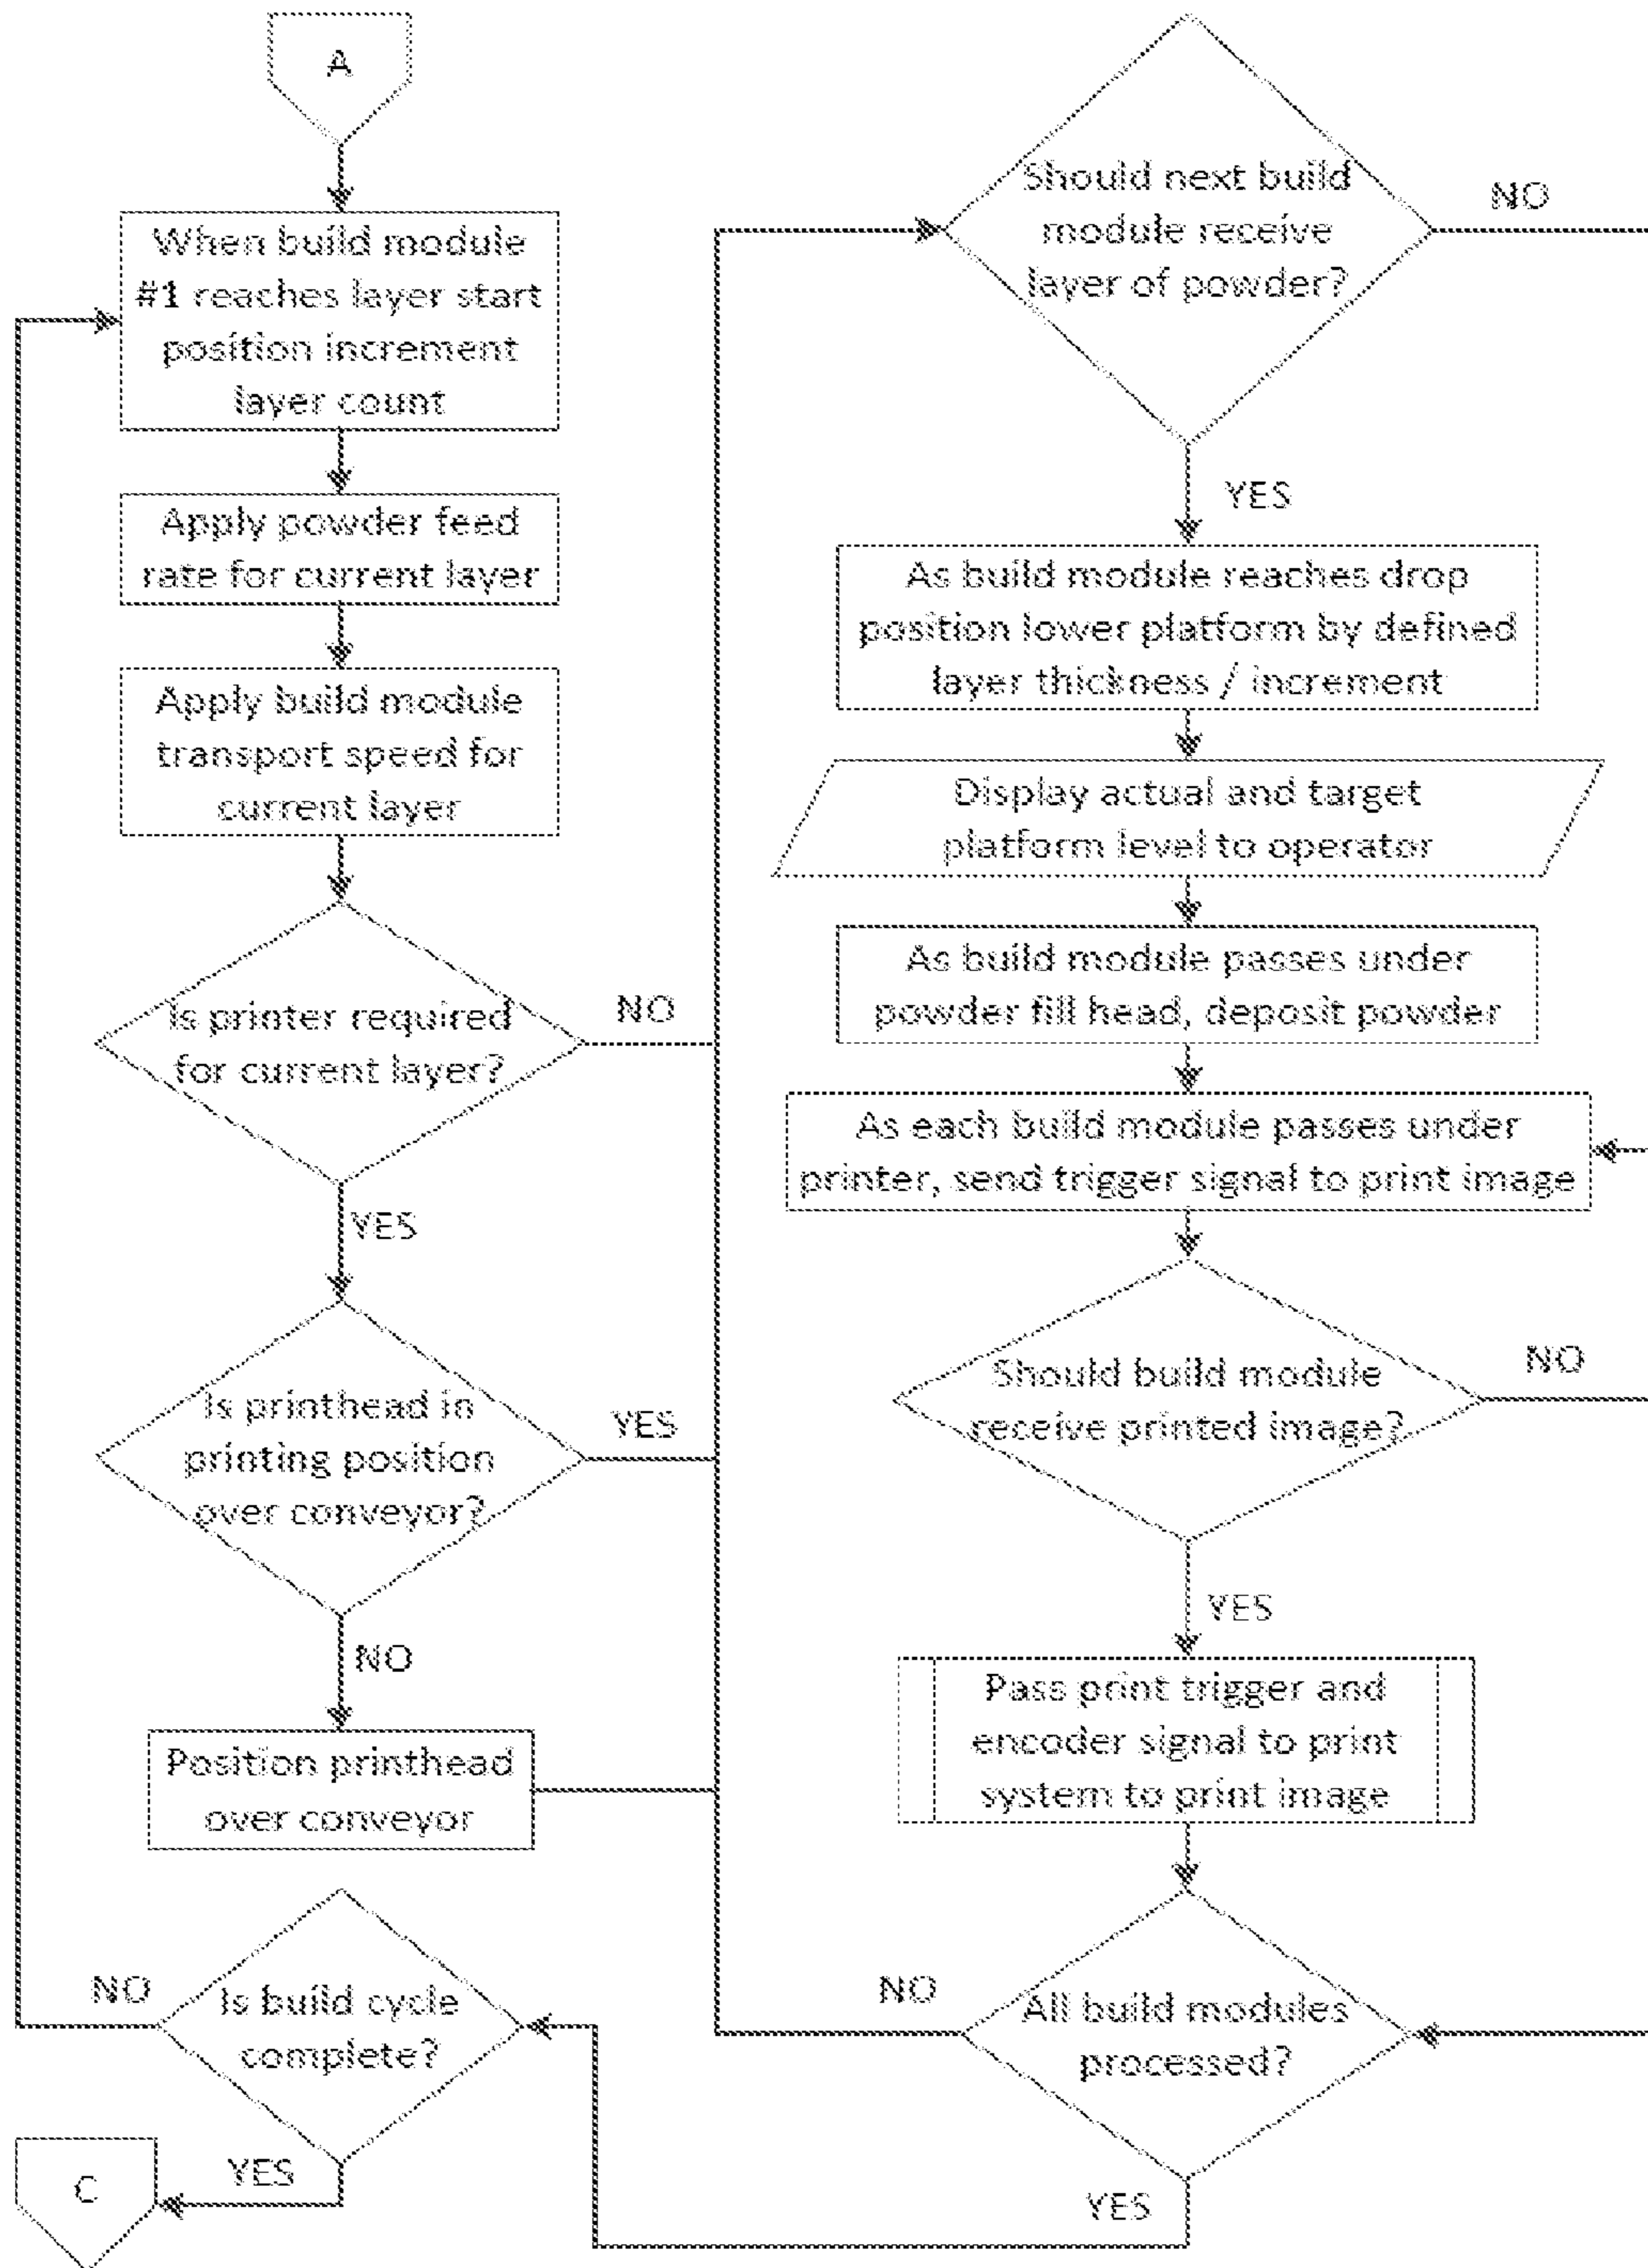 A
When build module
#1 reaches layer start
position increment
layer count
Apply powder feed
rate for current layer
Apply build module
transport speed for
current layer
Is printer required
for current layer?
NO
YES
Is printhead in
printing position
over conveyor?
YES
NO
Position printhead
over conveyor
Is build cycle
complete?
NO
YES
C
Should next build
module receive
layer of powder?
NO
YES
As build module reaches drop
position lower platform by defined
layer thickness / increment
Display actual and target
platform level to operator
As build module passes under
powder fill head, deposit powder
As each build module passes under
printer, send trigger signal to print image
Should build module
receive printed image?
NO
YES
Pass print trigger and
encoder signal to print
system to print image
All build modules
processed?
NO
YES